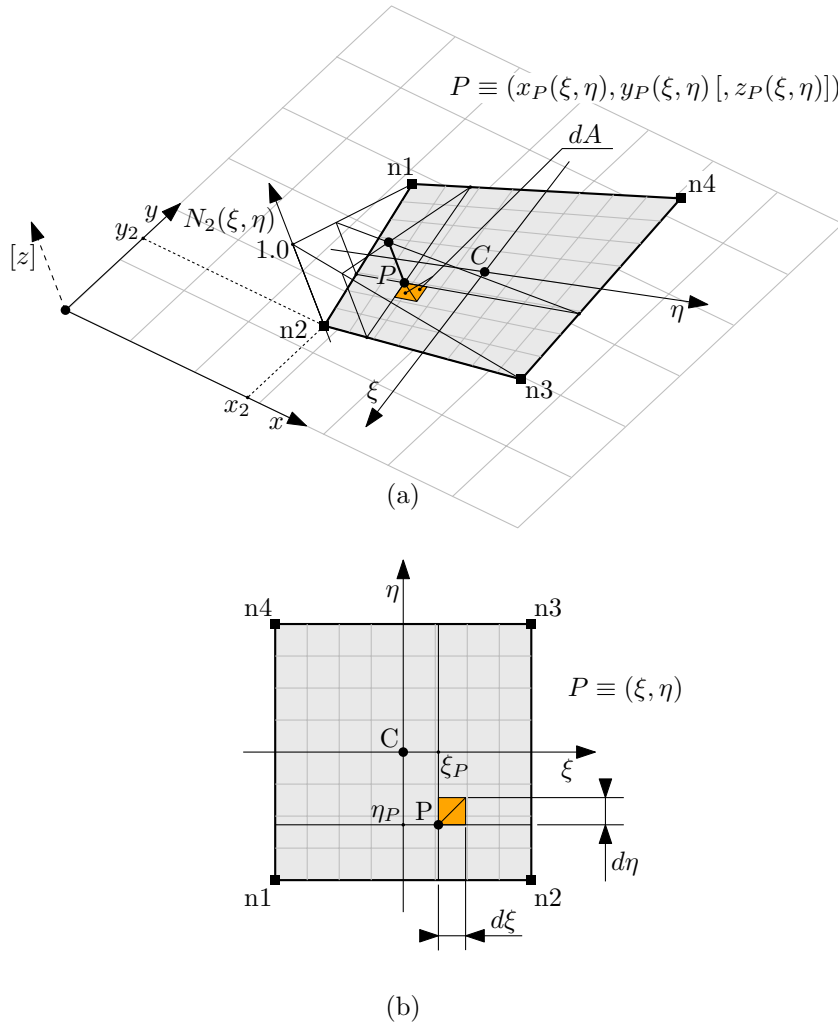 P ≡ (x_P(ξ, η), y_P(ξ, η) [, z_P(ξ, η)])
dA
n1
n4
y
N_2(ξ, η)
y_2
[z]
1.0
C
P
η
n2
ξ
n3
x_2
x
(a)
η
n4
n3
P ≡ (ξ, η)
C
ξ_P
ξ
η_P
P
dη
n1
n2
dξ
(b)